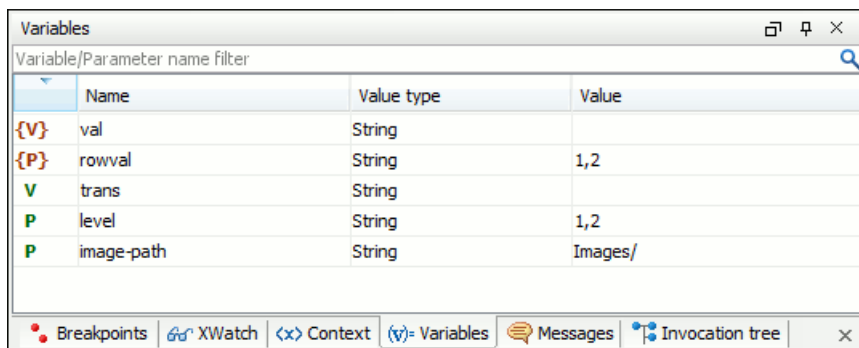 Variables
Variable/Parameter name filter
Name Value type Value
{V} val String
{P} rowval String 1,2
V trans String
P level String 1,2
P image-path String Images/
Breakpoints XWatch <x> Context (v)= Variables Messages Invocation tree